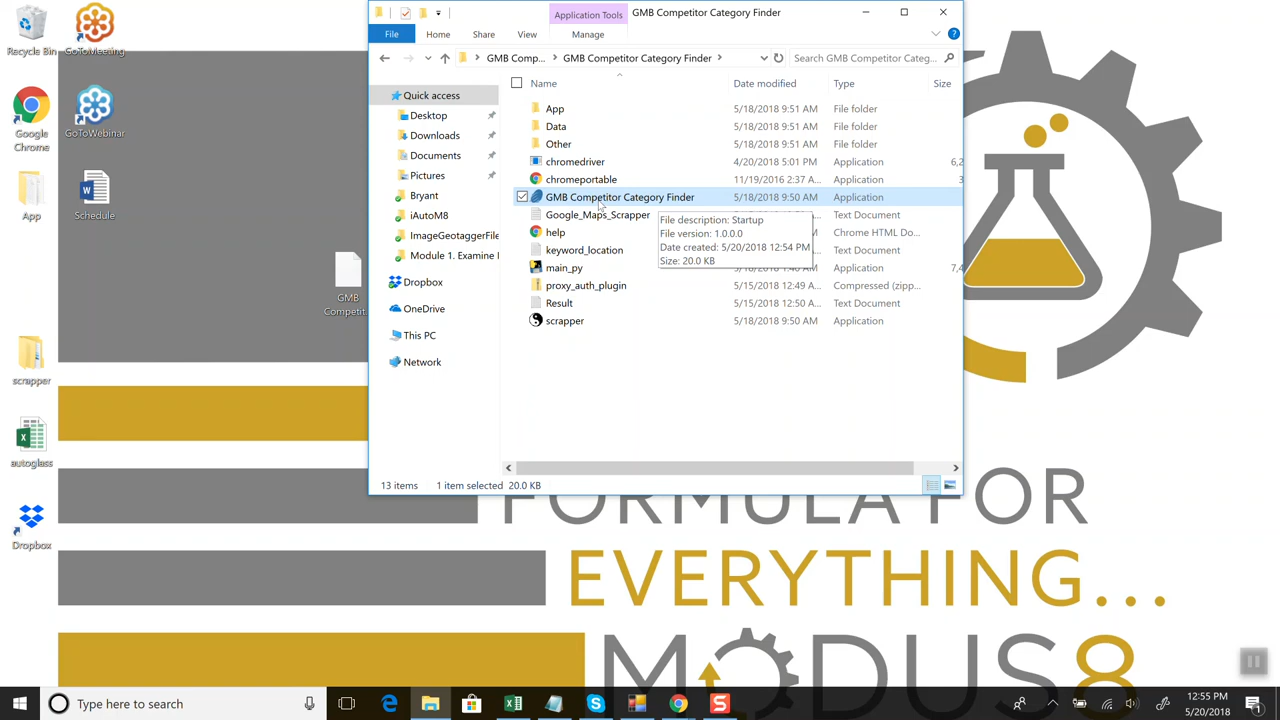 Recycle Bin
GoToMeeting
Google
Chrome
GoToWebinar
App
Schedule
GMB
Competit...
scrapper
autoglass
Dropbox
Application Tools
GMB Competitor Category Finder
File
Home
Share
View
Manage
GMB Comp...
GMB Competitor Category Finder
Search GMB Competitor Categ...
Quick access
Desktop
Downloads
Documents
Pictures
Bryant
iAutoM8
ImageGeotaggerFile
Module 1. Examine I
Dropbox
OneDrive
This PC
Network
Name Date modified Type Size
App 5/18/2018 9:51 AM File folder
Data 5/18/2018 9:51 AM File folder
Other 5/18/2018 9:51 AM File folder
chromedriver 4/20/2018 5:01 PM Application 6,2
chromeportable 11/19/2016 2:37 A... Application 3
GMB Competitor Category Finder 5/18/2018 9:50 AM Application
Google_Maps_Scrapper Text Document
help Chrome HTML Do...
keyword_location Text Document
main_py Application 7,4
proxy_auth_plugin 5/15/2018 12:49 A... Compressed (zipp...
Result 5/15/2018 12:50 A... Text Document
scrapper 5/18/2018 9:50 AM Application
File description: Startup
File version: 1.0.0.0
Date created: 5/20/2018 12:54 PM
Size: 20.0 KB
13 items 1 item selected 20.0 KB
FORMULA FOR
EVERYTHING...
MODUS8
Type here to search
12:55 PM
5/20/2018